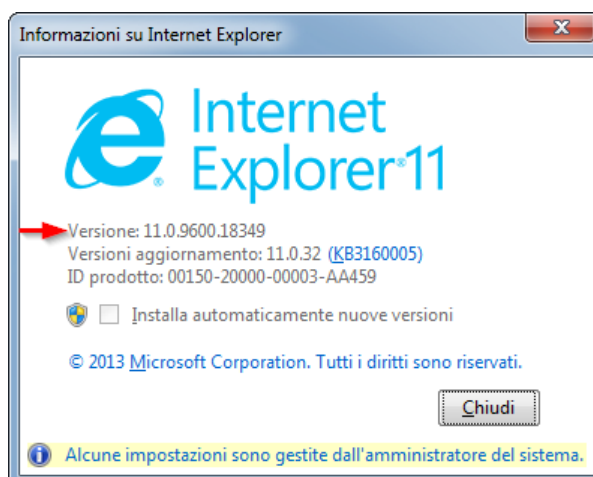 Informazioni su Internet Explorer
Internet
Explorer®11
Versione: 11.0.9600.18349
Versioni aggiornamento: 11.0.32 (KB3160005)
ID prodotto: 00150-20000-00003-AA459
Installa automaticamente nuove versioni
© 2013 Microsoft Corporation. Tutti i diritti sono riservati.
Chiudi
Alcune impostazioni sono gestite dall'amministratore del sistema.